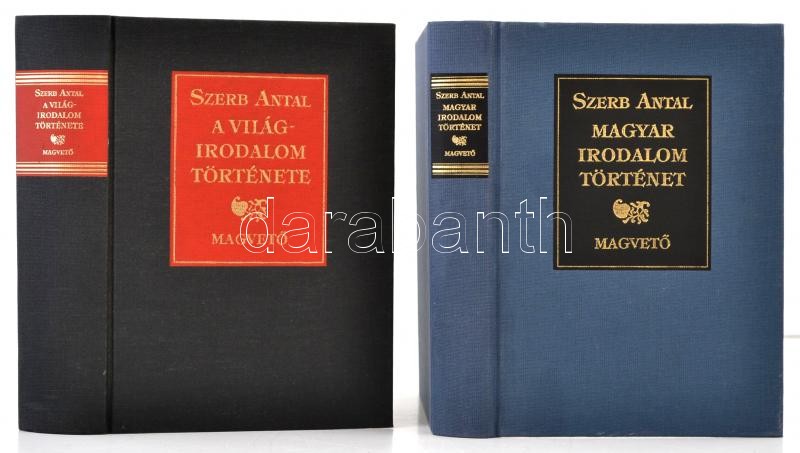 SZERB ANTAL
A VILÁG-
IRODALOM
TÖRTÉNETE
MAGVETŐ
SZERB ANTAL
A VILÁG-
IRODALOM
TÖRTÉNETE
MAGVETŐ
SZERB ANTAL
MAGYAR
IRODALOM
TÖRTÉNET
MAGVETŐ
SZERB ANTAL
MAGYAR
IRODALOM
TÖRTÉNET
MAGVETŐ
darabanth